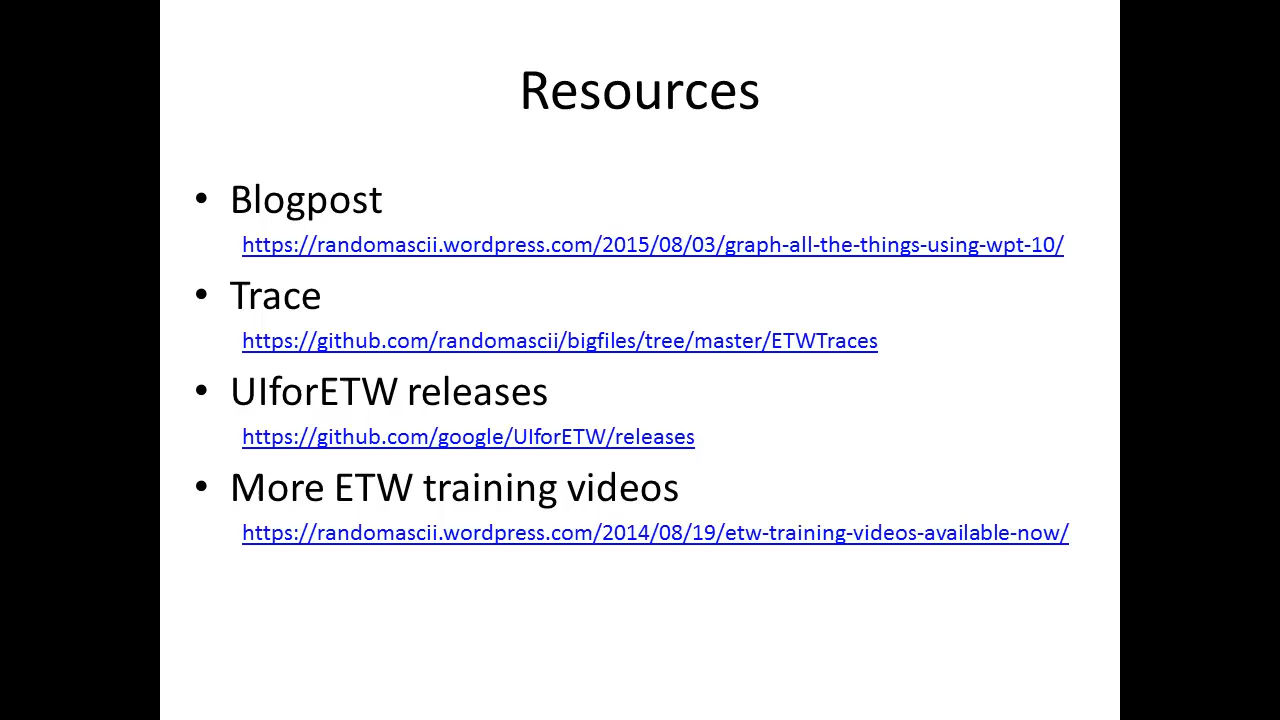 Resources
• Blogpost
https://randomascii.wordpress.com/2015/08/03/graph-all-the-things-using-wpt-10/
• Trace
https://github.com/randomascii/bigfiles/tree/master/ETWTraces
• UIforETW releases
https://github.com/google/UIforETW/releases
• More ETW training videos
https://randomascii.wordpress.com/2014/08/19/etw-training-videos-available-now/